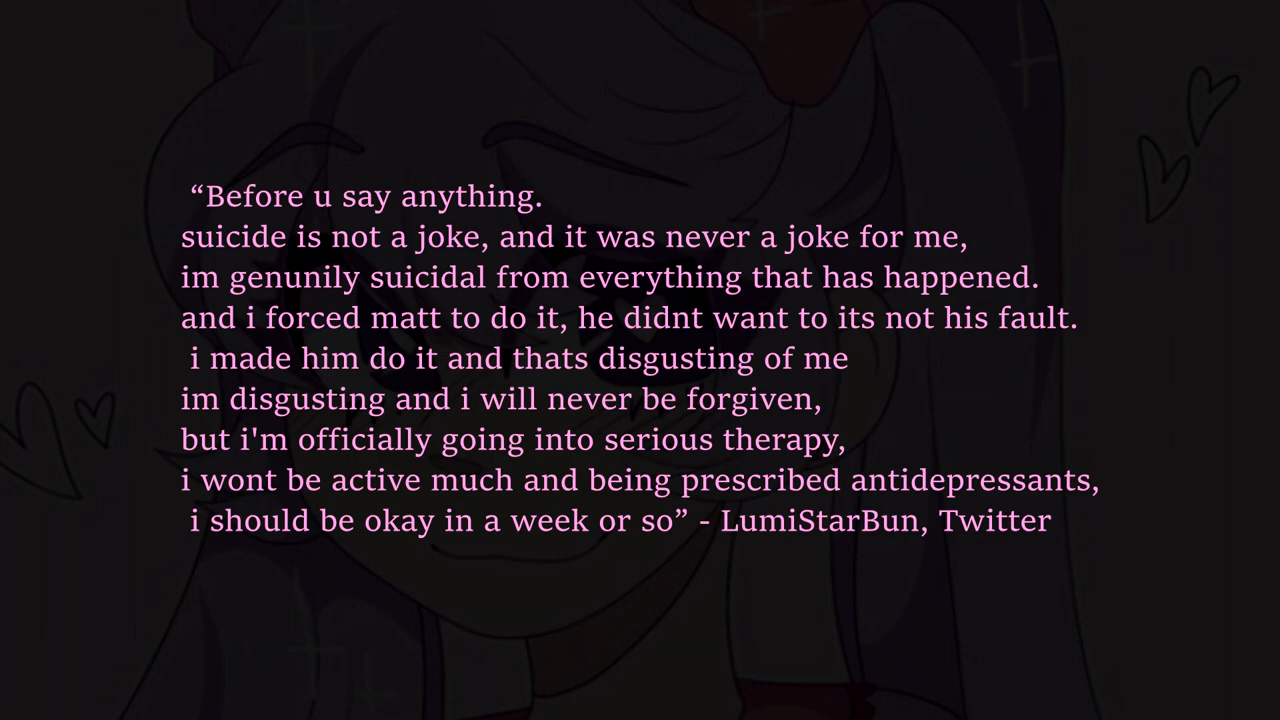 “Before u say anything.
suicide is not a joke, and it was never a joke for me,
im genunily suicidal from everything that has happened.
and i forced matt to do it, he didnt want to its not his fault.
i made him do it and thats disgusting of me
im disgusting and i will never be forgiven,
but i'm officially going into serious therapy,
i wont be active much and being prescribed antidepressants,
i should be okay in a week or so” - LumiStarBun, Twitter